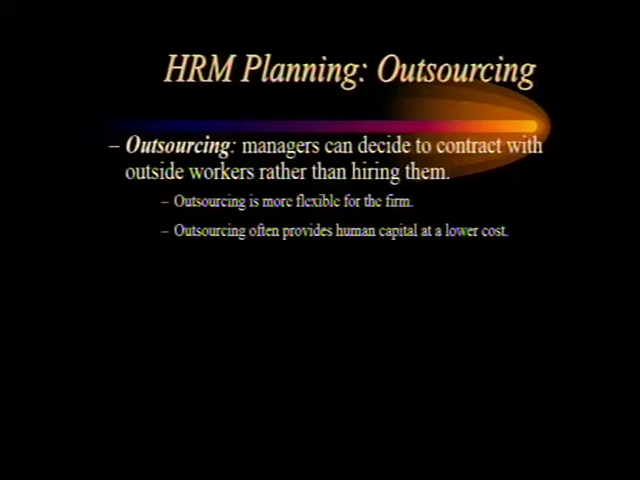 HRM Planning: Outsourcing
– Outsourcing: managers can decide to contract with
outside workers rather than hiring them.
– Outsourcing is more flexible for the firm.
– Outsourcing often provides human capital at a lower cost.